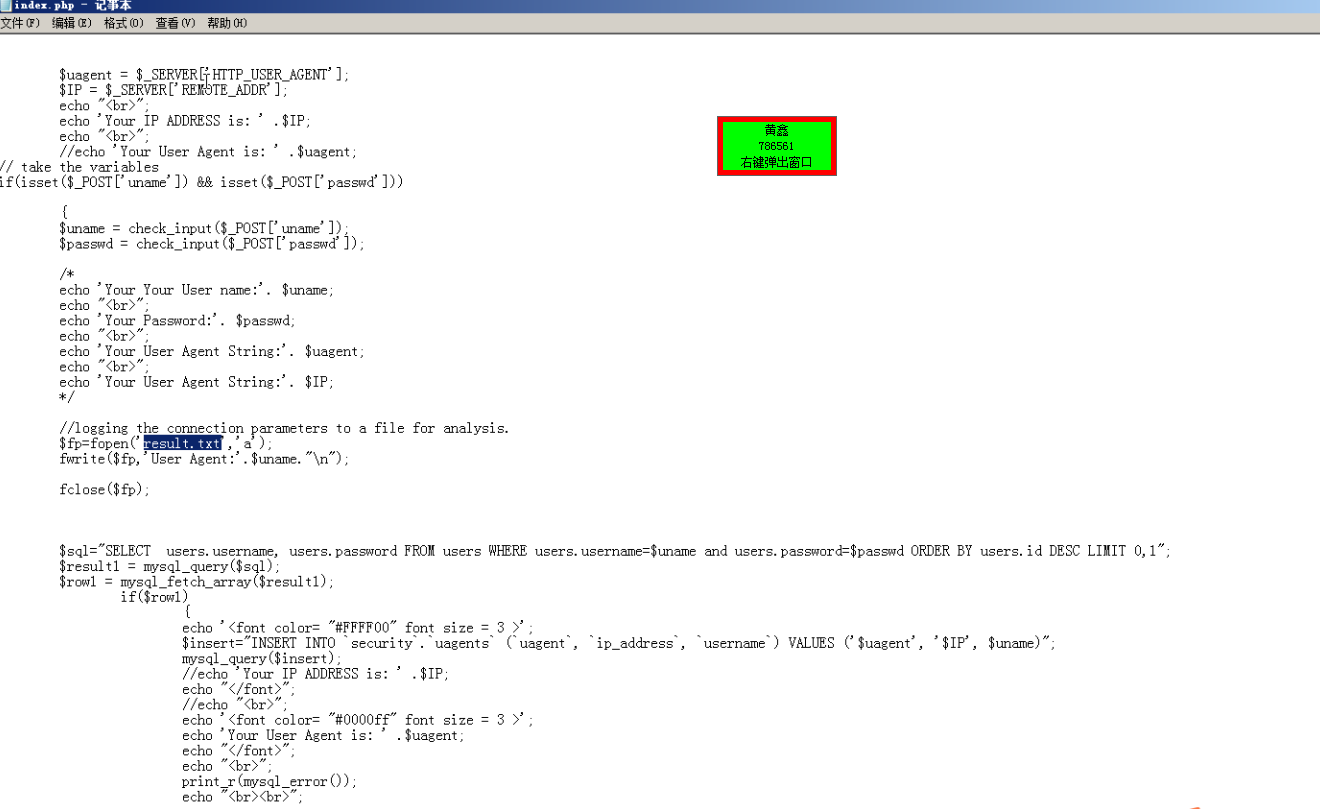 index.php - 记事本
文件(F) 编辑(E) 格式(O) 查看(V) 帮助(H)
$uagent = $_SERVER['HTTP_USER_AGENT'];
$IP = $_SERVER['REMOTE_ADDR'];
echo "<br>";
echo 'Your IP ADDRESS is: ' .$IP;
echo "<br>";
//echo 'Your User Agent is: ' .$uagent;
// take the variables
if(isset($_POST['uname']) && isset($_POST['passwd']))
{
$uname = check_input($_POST['uname']);
$passwd = check_input($_POST['passwd']);
/*
echo 'Your Your User name:'. $uname;
echo "<br>";
echo 'Your Password:'. $passwd;
echo "<br>";
echo 'Your User Agent String:'. $uagent;
echo "<br>";
echo 'Your User Agent String:'. $IP;
*/
//logging the connection parameters to a file for analysis.
$fp=fopen('result.txt','a');
fwrite($fp,'User Agent:'.$uname."\n");
fclose($fp);
$sql="SELECT  users.username, users.password FROM users WHERE users.username=$uname and users.password=$passwd ORDER BY users.id DESC LIMIT 0,1";
$result1 = mysql_query($sql);
$row1 = mysql_fetch_array($result1);
if($row1)
{
echo '<font color= "#FFFF00" font size = 3 >';
$insert="INSERT INTO `security`.`uagents` (`uagent`, `ip_address`, `username`) VALUES ('$uagent', '$IP', $uname)";
mysql_query($insert);
//echo 'Your IP ADDRESS is: ' .$IP;
echo "</font>";
//echo "<br>";
echo '<font color= "#0000ff" font size = 3 >';
echo 'Your User Agent is: ' .$uagent;
echo "</font>";
echo "<br>";
print_r(mysql_error());
echo "<br><br>";
黄鑫
786561
右键弹出窗口